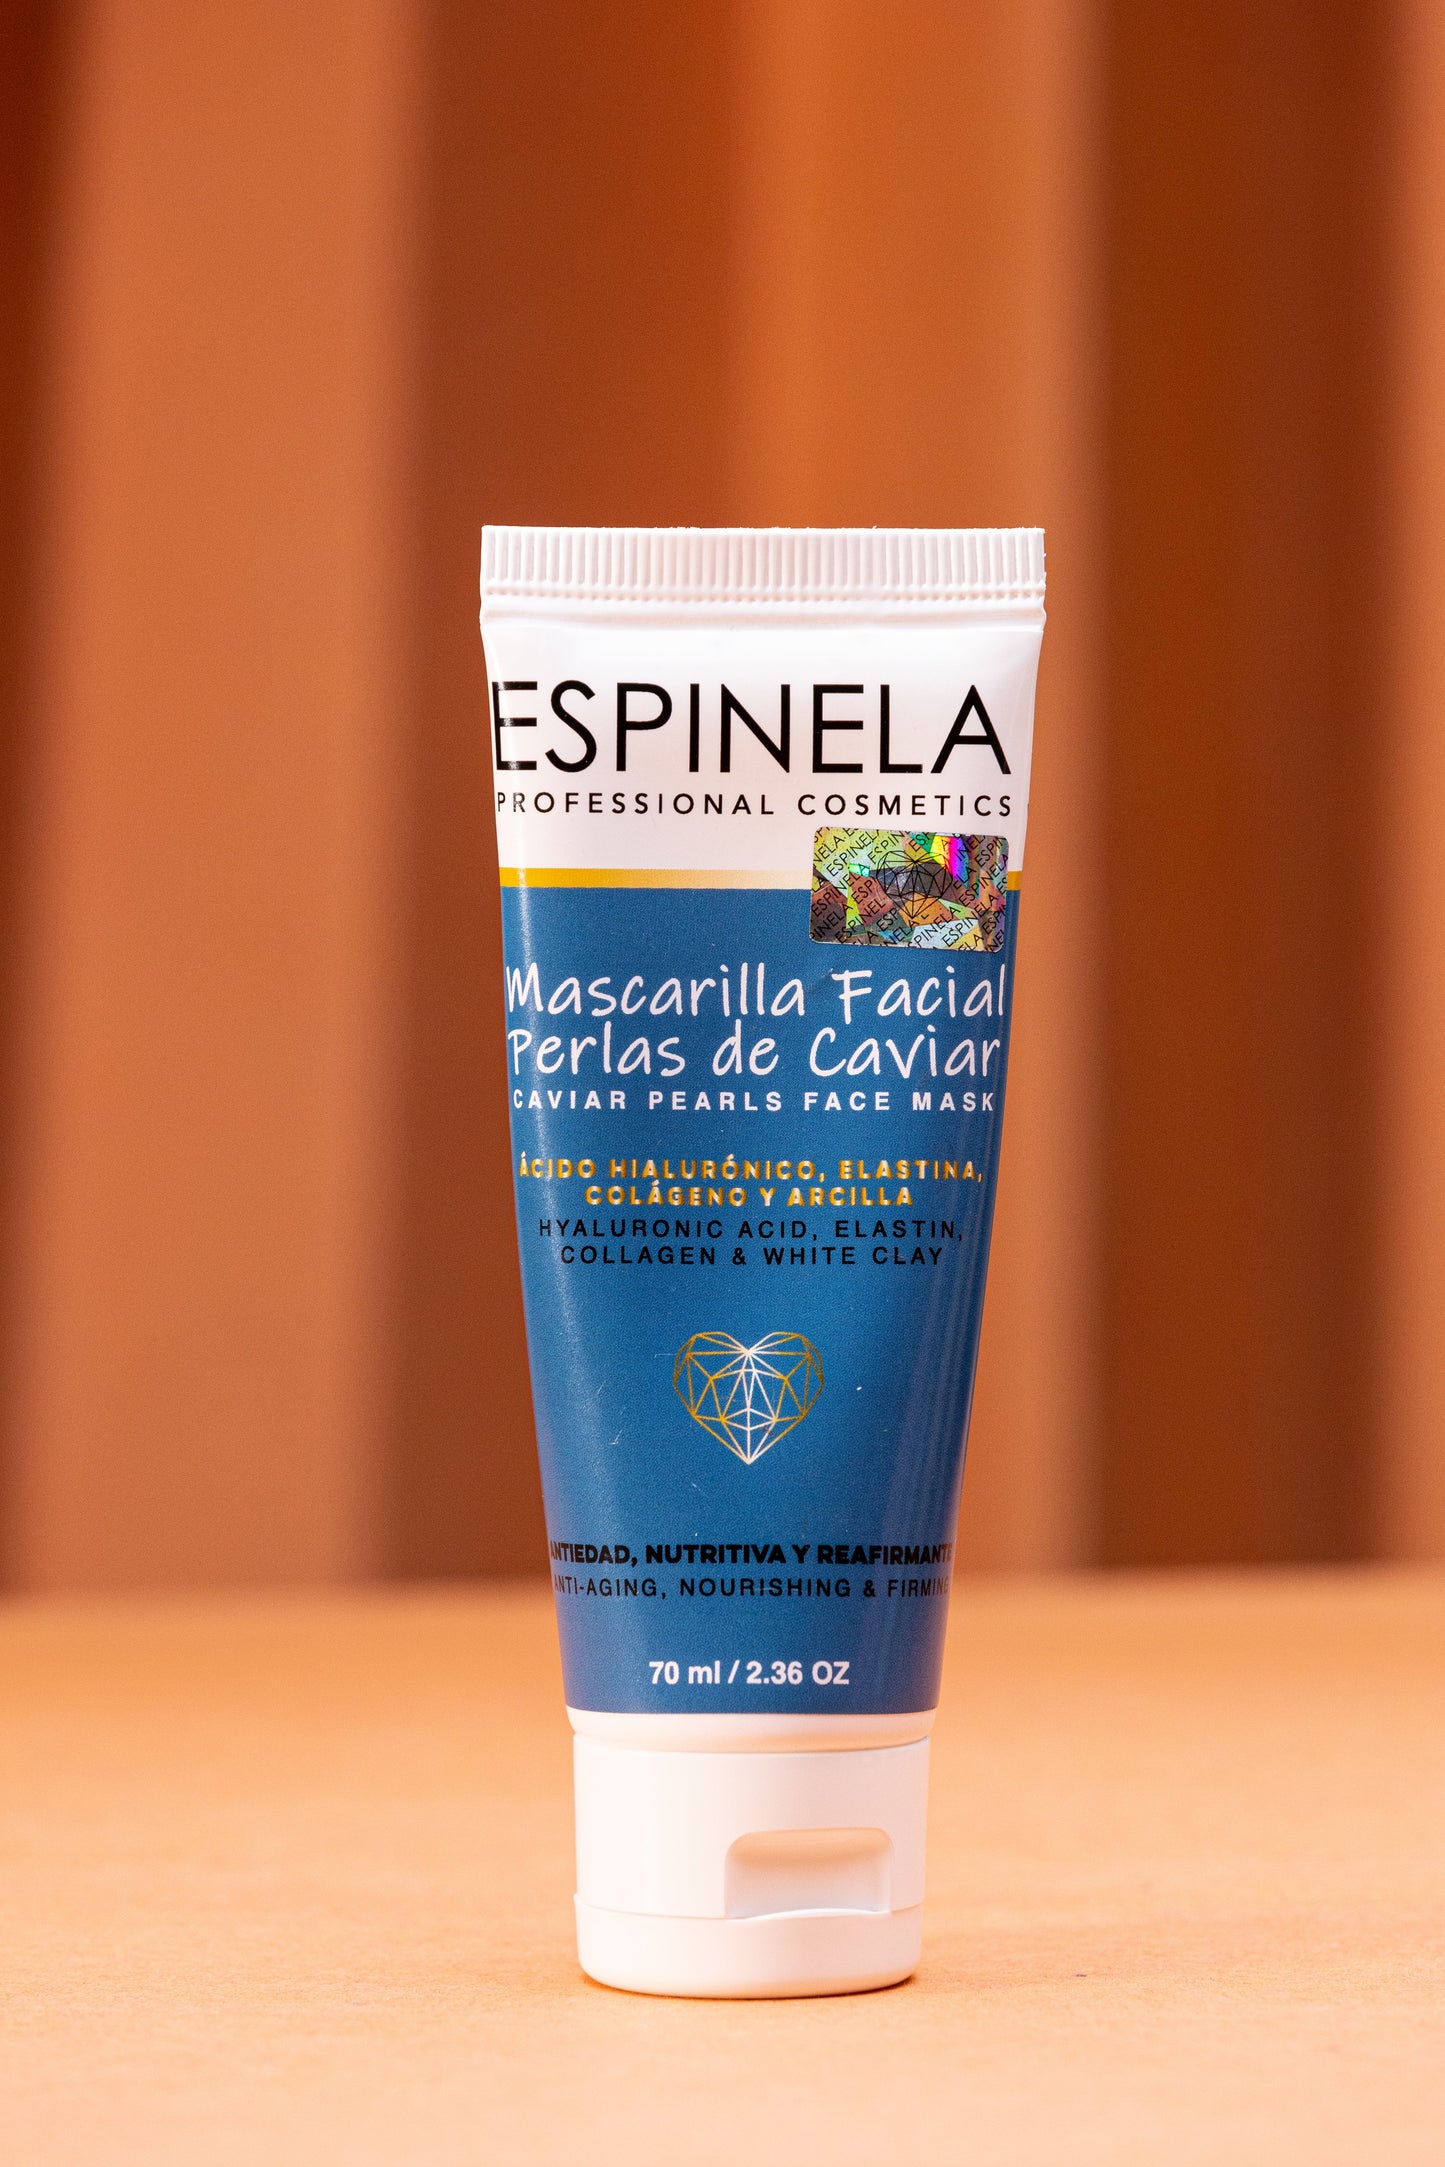 ESPINELA
PROFESSIONAL COSMETICS
Mascarilla Facial
Perlas de Caviar
CAVIAR PEARLS FACE MASK
ÁCIDO HIALURÓNICO, ELASTINA,
COLÁGENO Y ARCILLA
HYALURONIC ACID, ELASTIN,
COLLAGEN & WHITE CLAY
ANTIEDAD, NUTRITIVA Y REAFIRMANTE
ANTI-AGING, NOURISHING & FIRMING
70 ml / 2.36 OZ